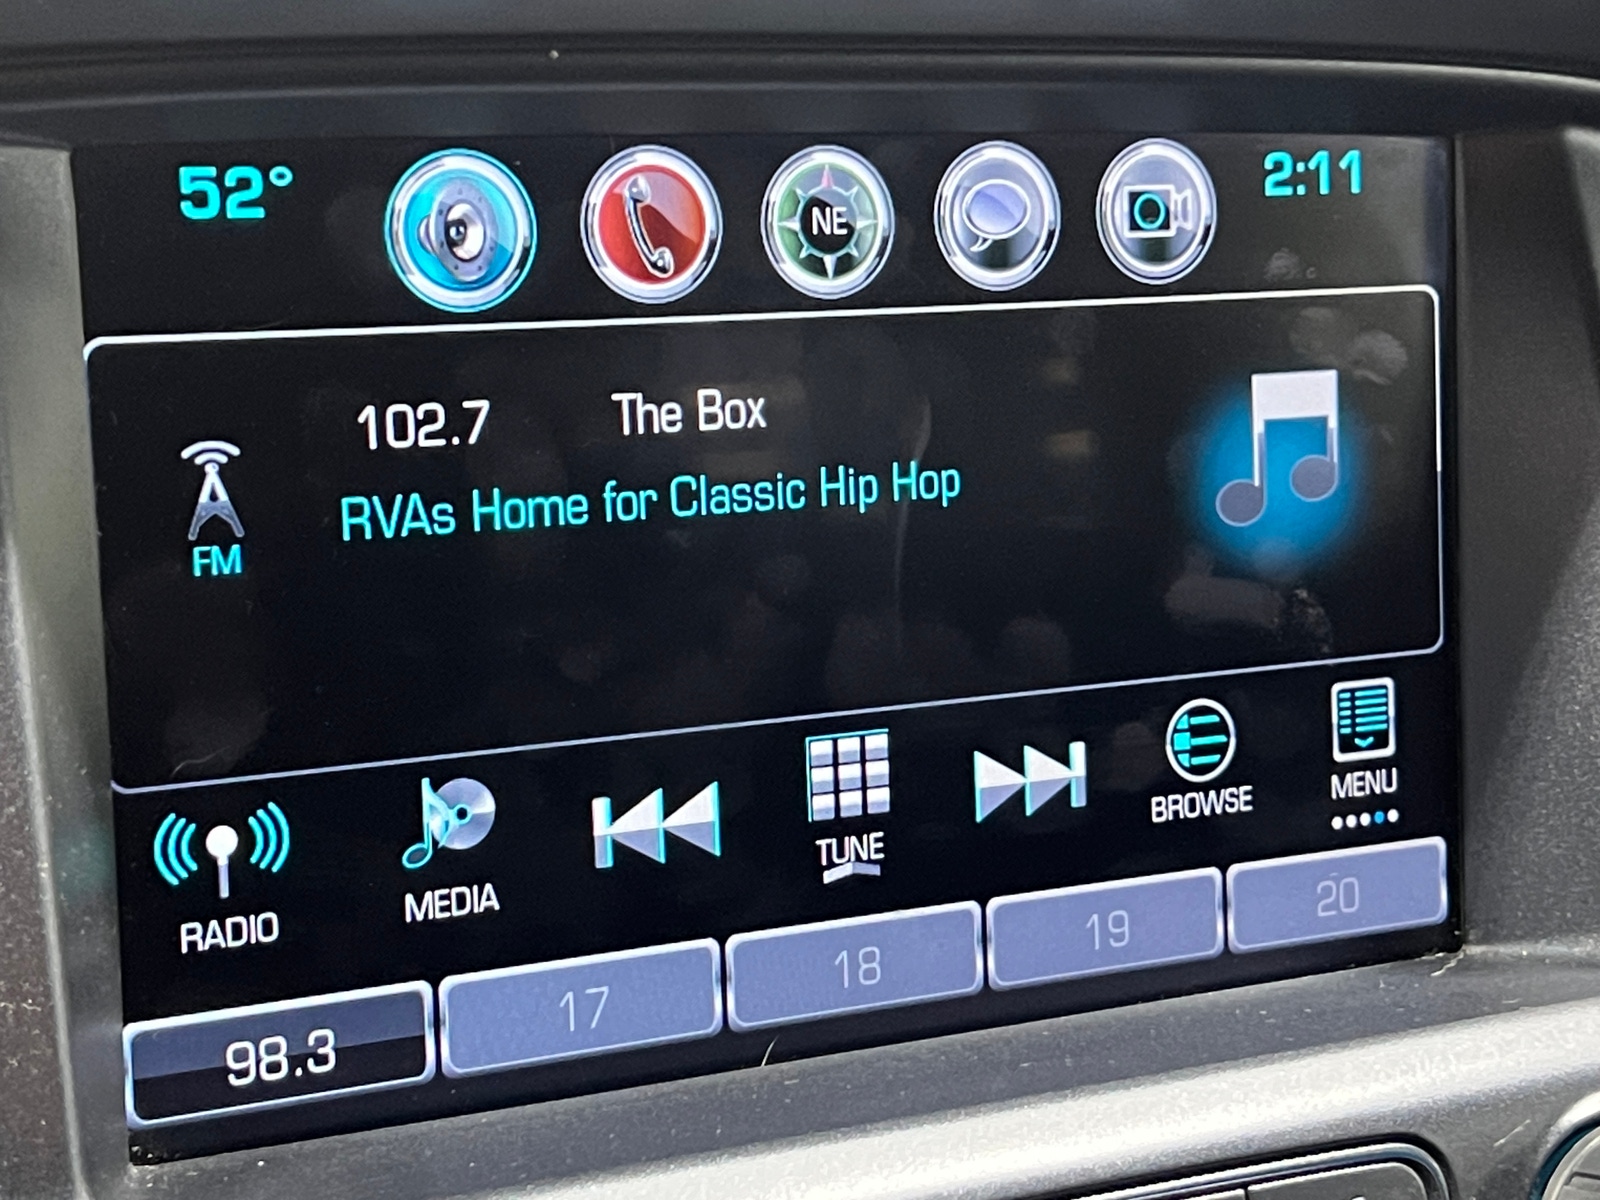 52°
NE
2:11
102.7 The Box
RVAs Home for Classic Hip Hop
FM
RADIO
MEDIA
TUNE
BROWSE
MENU
98.3
17
18
19
20